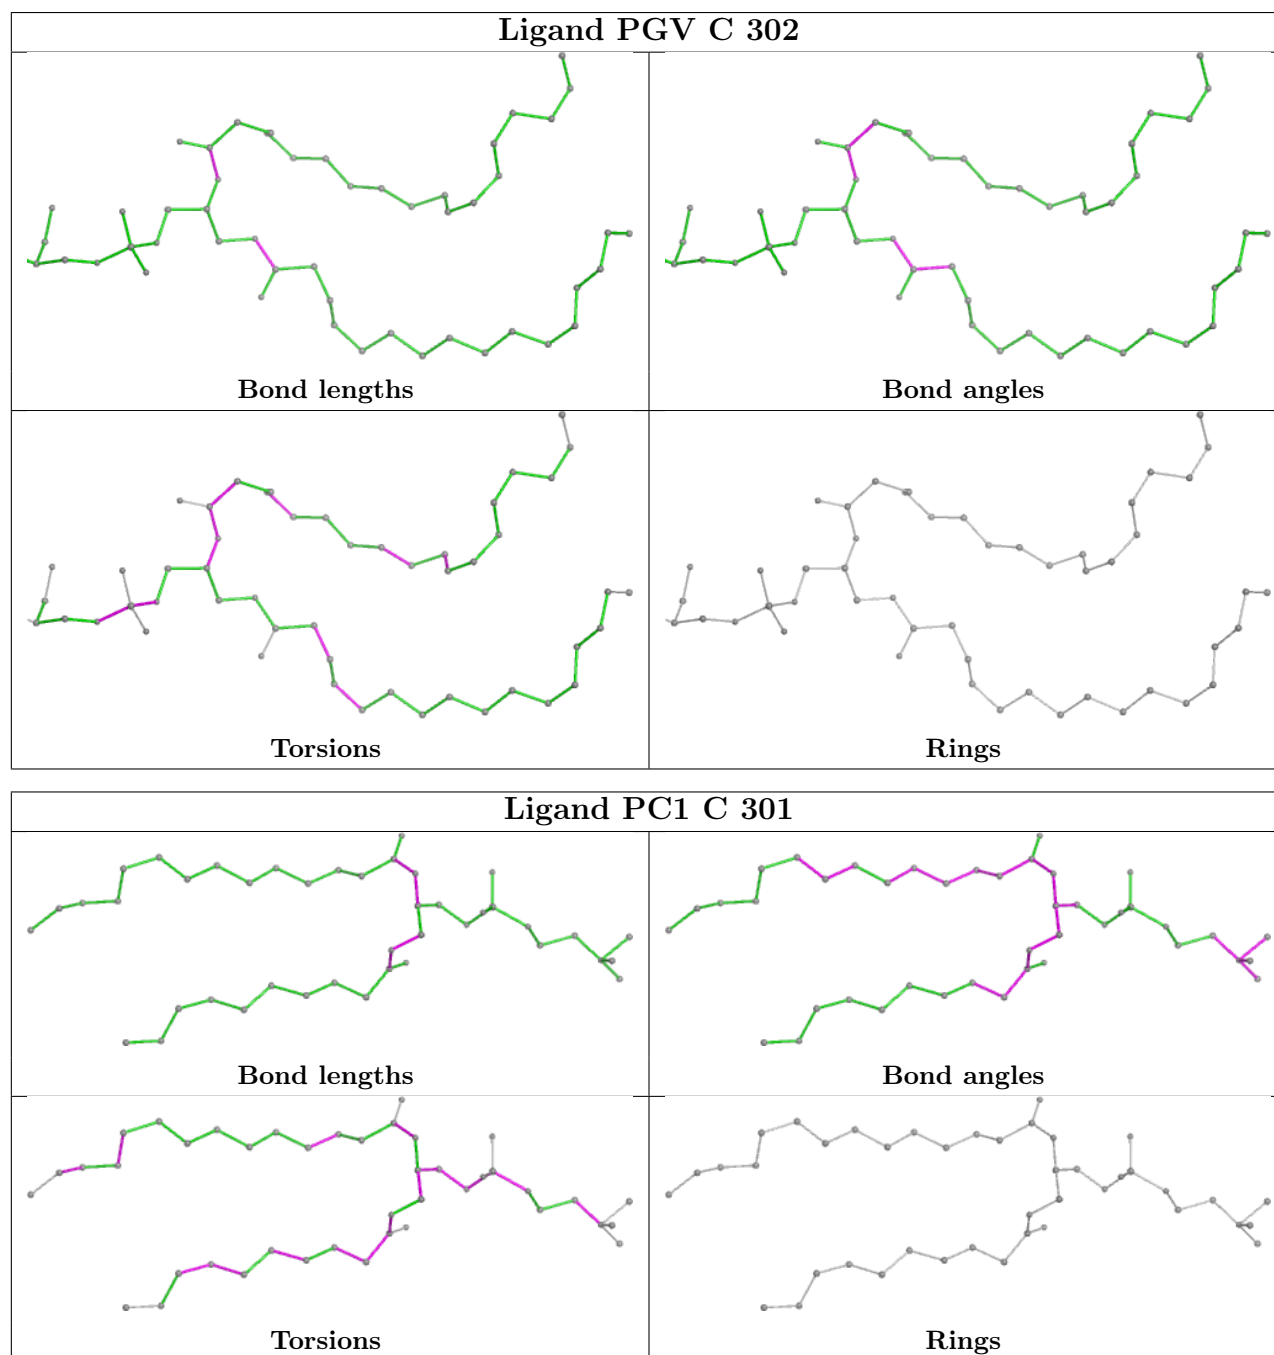 Ligand PGV C 302
Bond lengths
Bond angles
Torsions
Rings
Ligand PC1 C 301
Bond lengths
Bond angles
Torsions
Rings